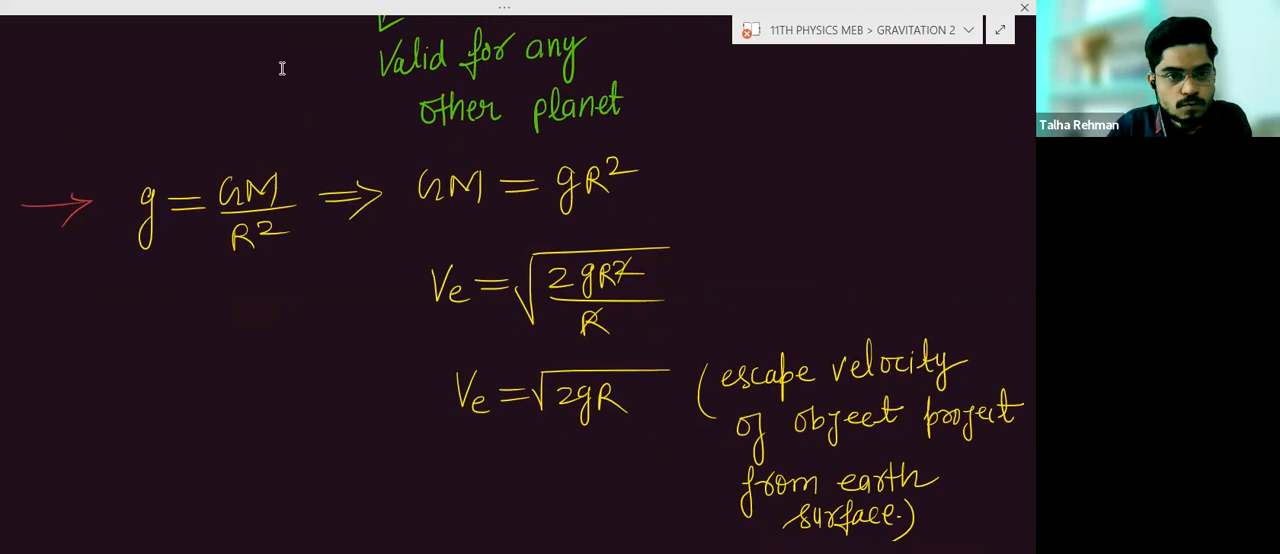 ...
11TH PHYSICS MEB > GRAVITATION 2
Valid for any
other planet
Talha Rehman
→ g = GM/R² ⇒ GM = gR²
Ve = √(2gR²/R)
Ve = √2gR (escape velocity
of object project
from earth
surface.)